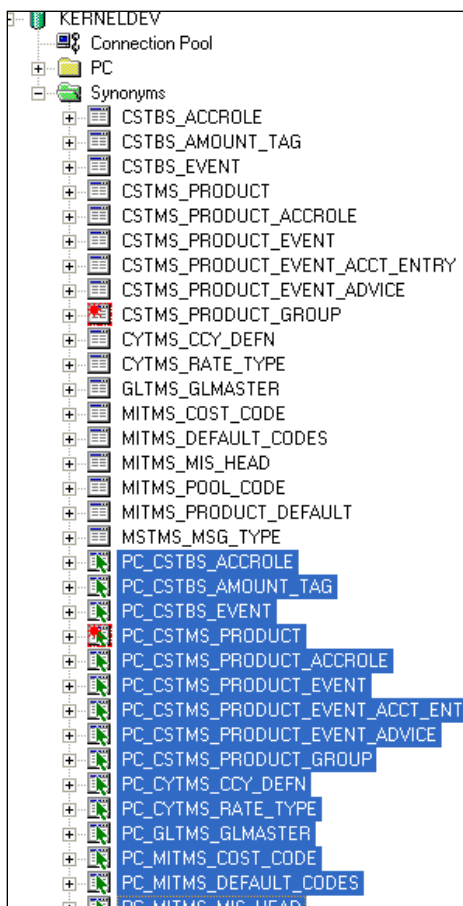 KERNELDEV
Connection Pool
PC
Synonyms
CSTBS_ACCROLE
CSTBS_AMOUNT_TAG
CSTBS_EVENT
CSTMS_PRODUCT
CSTMS_PRODUCT_ACCROLE
CSTMS_PRODUCT_EVENT
CSTMS_PRODUCT_EVENT_ACCT_ENTRY
CSTMS_PRODUCT_EVENT_ADVICE
CSTMS_PRODUCT_GROUP
CYTMS_CCY_DEFN
CYTMS_RATE_TYPE
GLTMS_GLMASTER
MITMS_COST_CODE
MITMS_DEFAULT_CODES
MITMS_MIS_HEAD
MITMS_POOL_CODE
MITMS_PRODUCT_DEFAULT
MSTMS_MSG_TYPE
PC_CSTBS_ACCROLE
PC_CSTBS_AMOUNT_TAG
PC_CSTBS_EVENT
PC_CSTMS_PRODUCT
PC_CSTMS_PRODUCT_ACCROLE
PC_CSTMS_PRODUCT_EVENT
PC_CSTMS_PRODUCT_EVENT_ACCT_ENT
PC_CSTMS_PRODUCT_EVENT_ADVICE
PC_CSTMS_PRODUCT_GROUP
PC_CYTMS_CCY_DEFN
PC_CYTMS_RATE_TYPE
PC_GLTMS_GLMASTER
PC_MITMS_COST_CODE
PC_MITMS_DEFAULT_CODES
PC_MITMS_MIS_HEAD